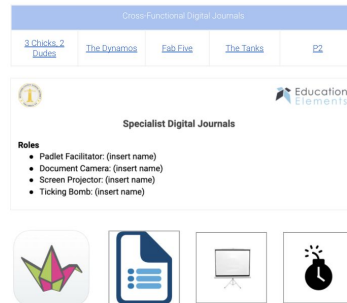 Cross-Functional Digital Journals
3 Chicks, 2 Dudes
The Dynamos
Fab Five
The Tanks
P2
Education
Elements
Specialist Digital Journals
Roles
● Padlet Facilitator: (insert name)
● Document Camera: (insert name)
● Screen Projector: (insert name)
● Ticking Bomb: (insert name)